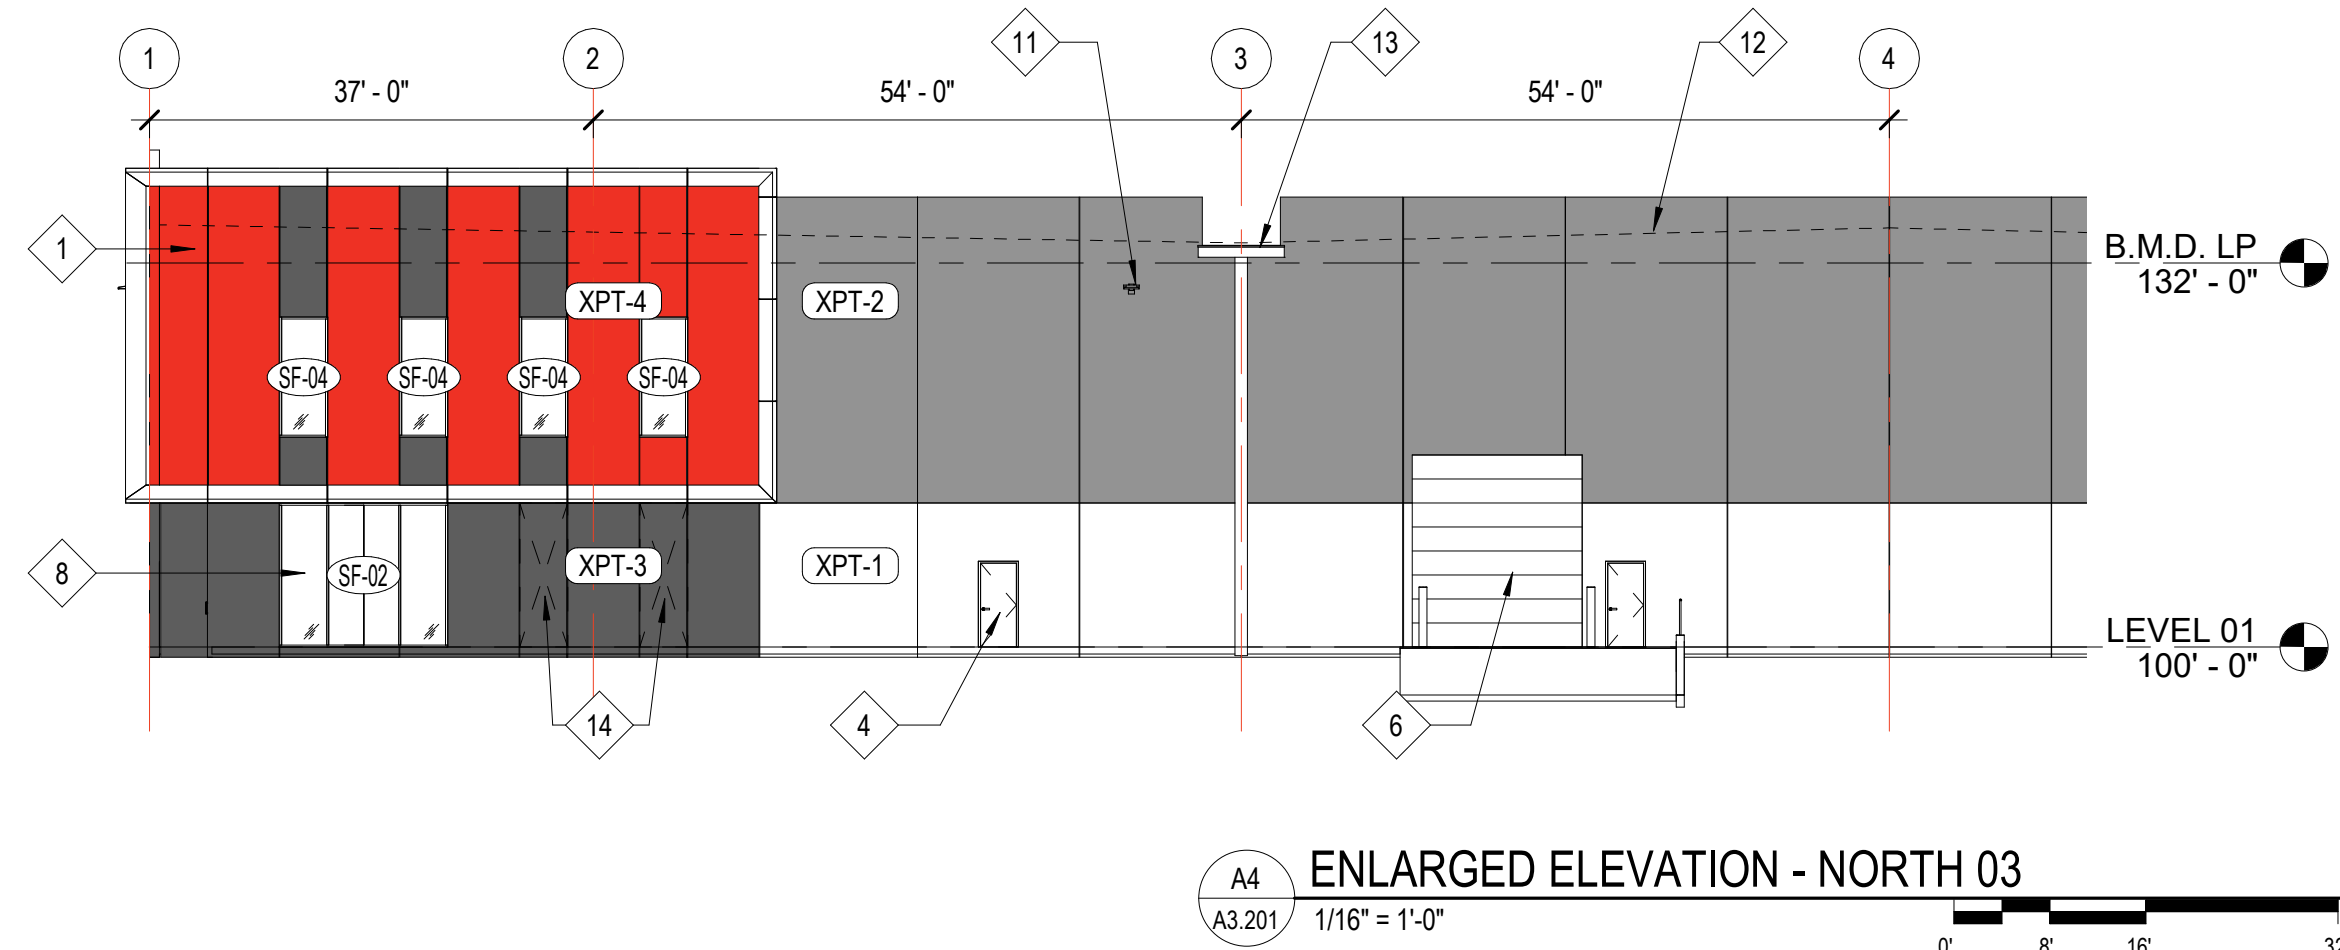 1
2
11
3
13
12
4
37' - 0"
54' - 0"
54' - 0"
1
B.M.D. LP
132' - 0"
XPT-4
XPT-2
SF-04
SF-04
SF-04
SF-04
8
SF-02
XPT-3
XPT-1
LEVEL 01
100' - 0"
14
4
6
A4
A3.201
ENLARGED ELEVATION - NORTH 03
1/16" = 1'-0"
0'
8'
16'